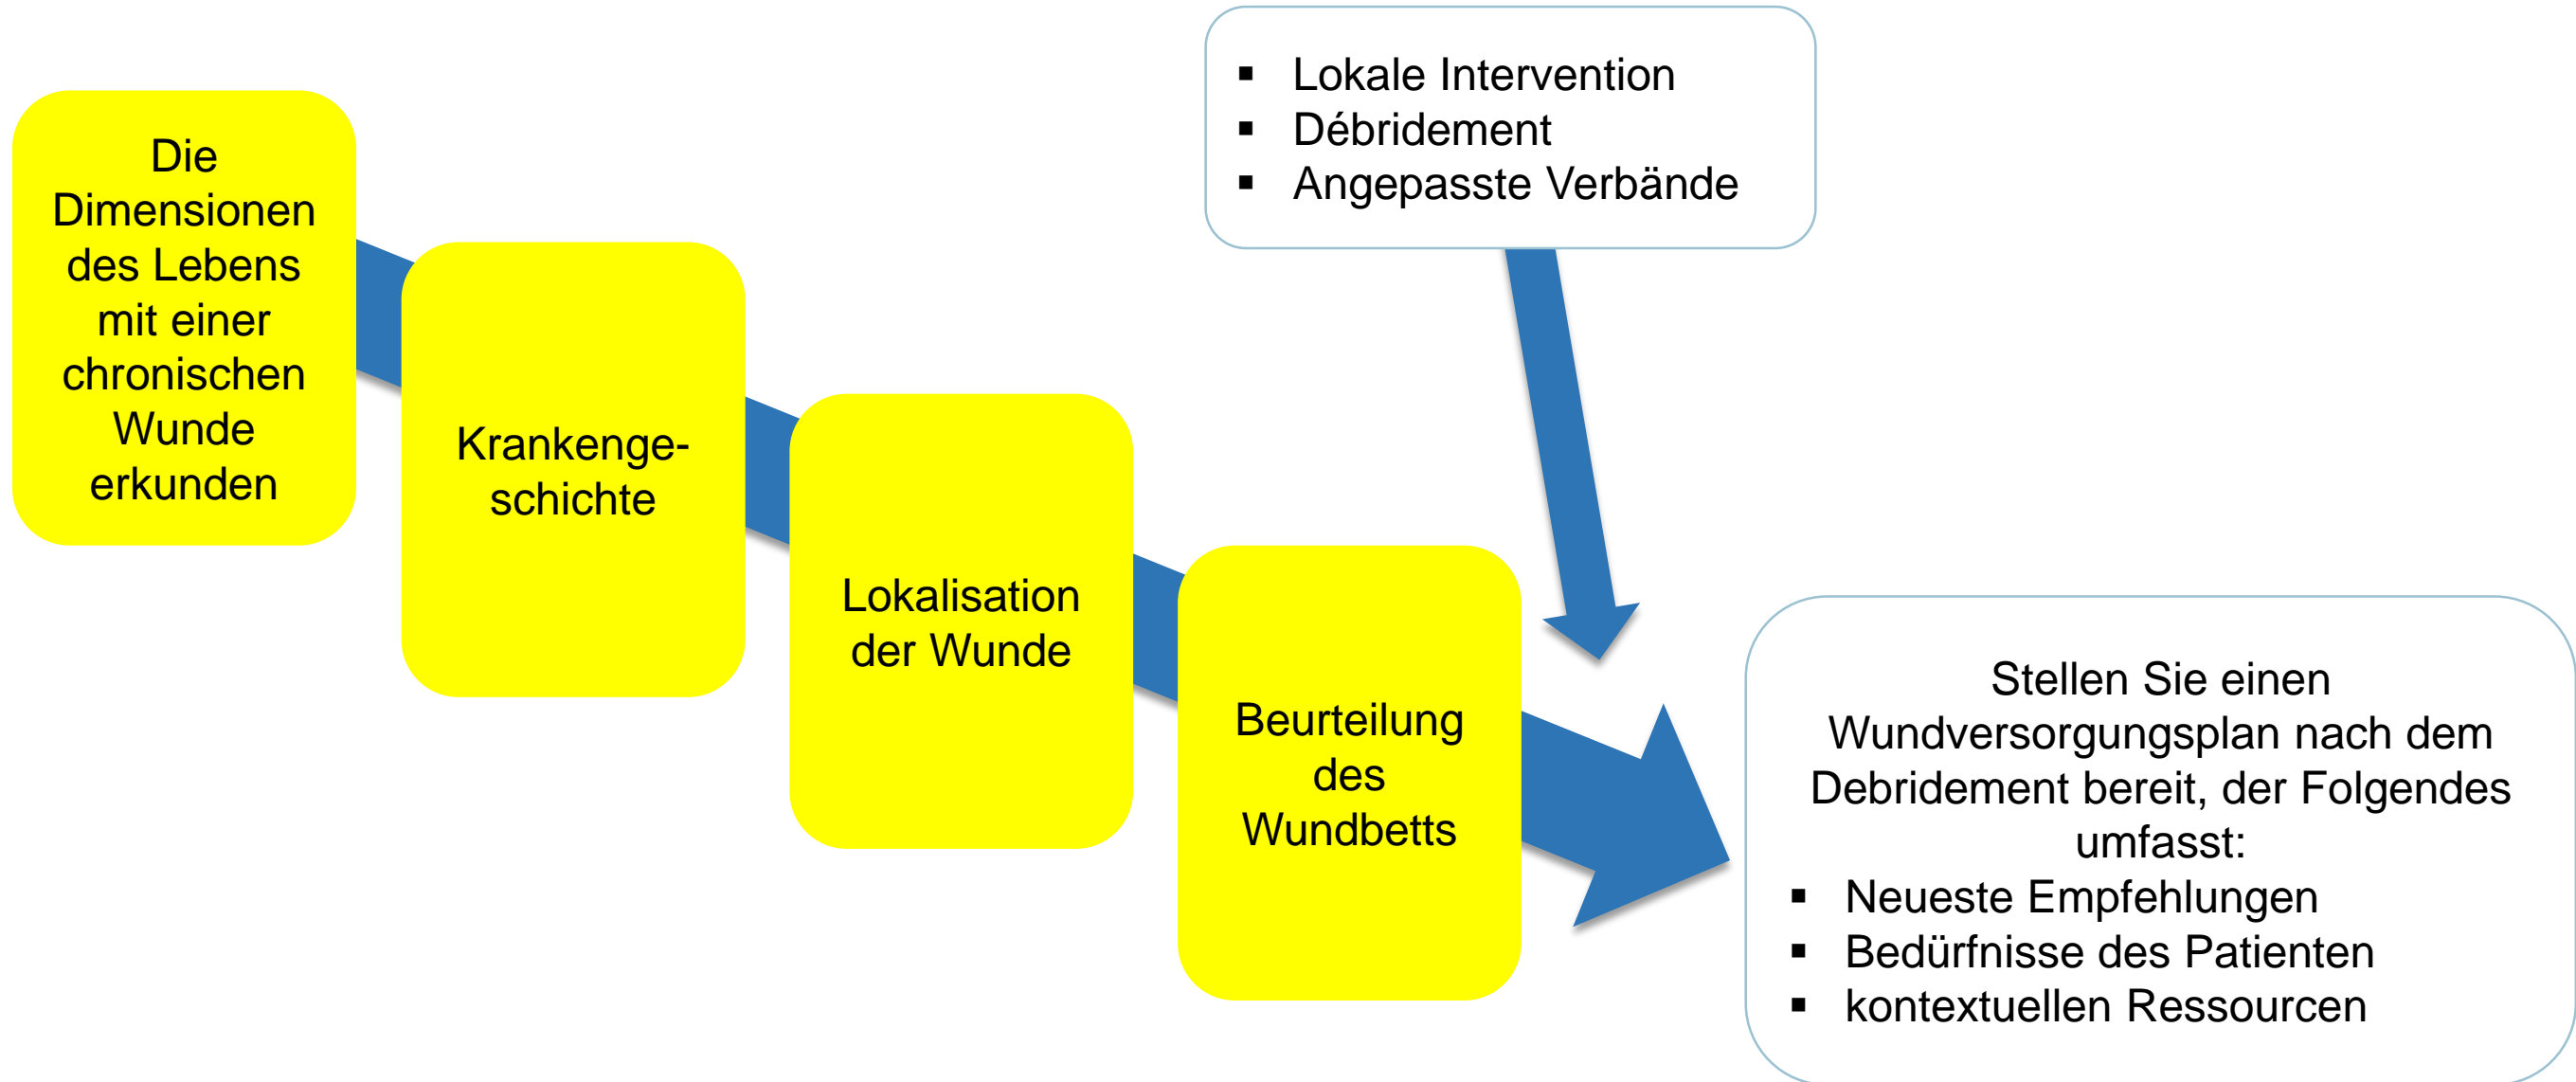 Die
Dimensionen
des Lebens
mit einer
chronischen
Wunde
erkunden
Krankenge-
schichte
Lokalisation
der Wunde
Beurteilung
des
Wundbetts
▪ Lokale Intervention
▪ Débridement
▪ Angepasste Verbände
Stellen Sie einen
Wundversorgungsplan nach dem
Debridement bereit, der Folgendes
umfasst:
▪ Neueste Empfehlungen
▪ Bedürfnisse des Patienten
▪ kontextuellen Ressourcen